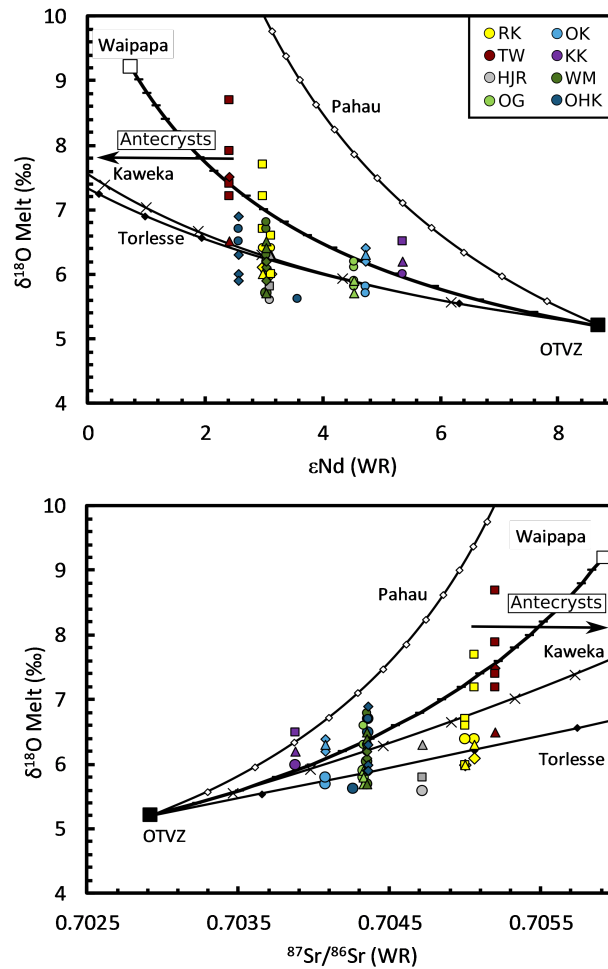 10
Waipapa
RK
OK
TW
KK
9
HJR
WM
Pahau
OG
OHK
8
Antecrysts
Kaweka
7
Torlesse
6
5
OTVZ
4
0
2
4
6
8
εNd (WR)
δ18O Melt (‰)
10
Waipapa
9
Pahau
Antecrysts
8
Kaweka
7
Torlesse
6
5
OTVZ
4
0.7025
0.7035
0.7045
0.7055
87Sr/86Sr (WR)
δ18O Melt (‰)